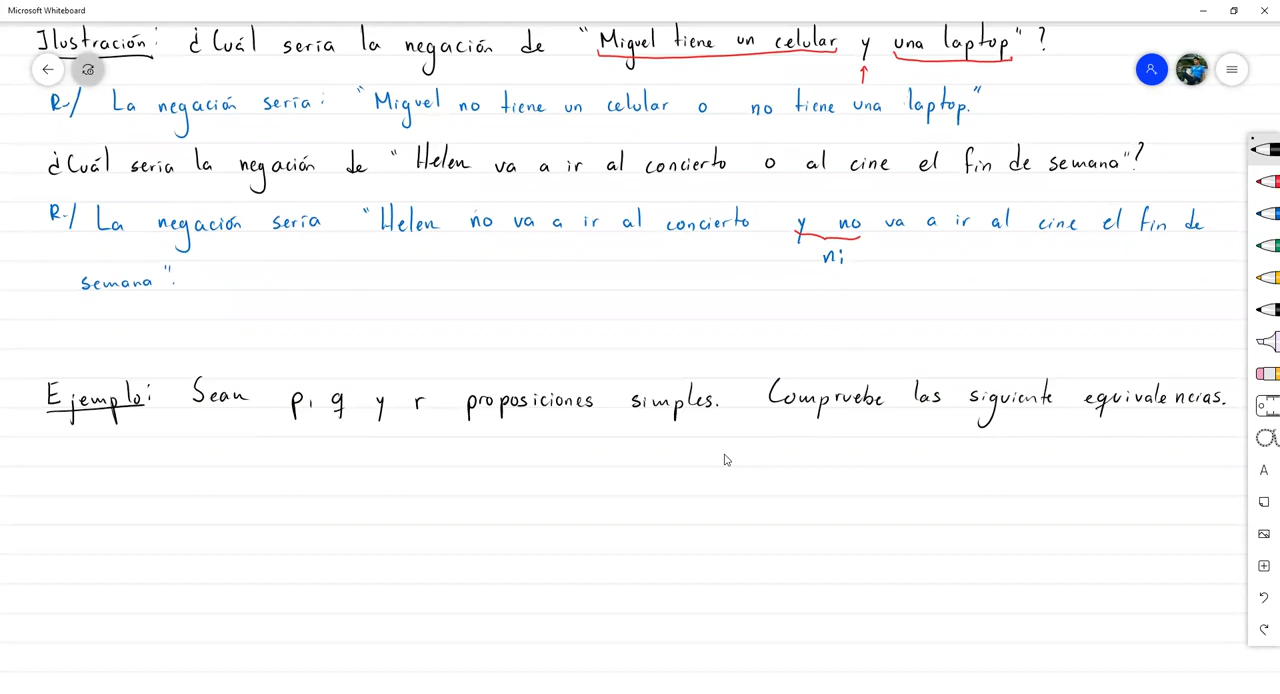 Microsoft Whiteboard
Ilustración: ¿Cuál sería la negación de "Miguel tiene un celular y una laptop"?
R-/ La negación sería: "Miguel no tiene un celular o no tiene una laptop."
¿Cuál sería la negación de "Helen va a ir al concierto o al cine el fin de semana"?
R-/ La negación sería "Helen no va a ir al concierto y no va a ir al cine el fin de
ni
semana".
Ejemplo: Sean p, q y r proposiciones simples. Compruebe las siguiente equivalencias.
A